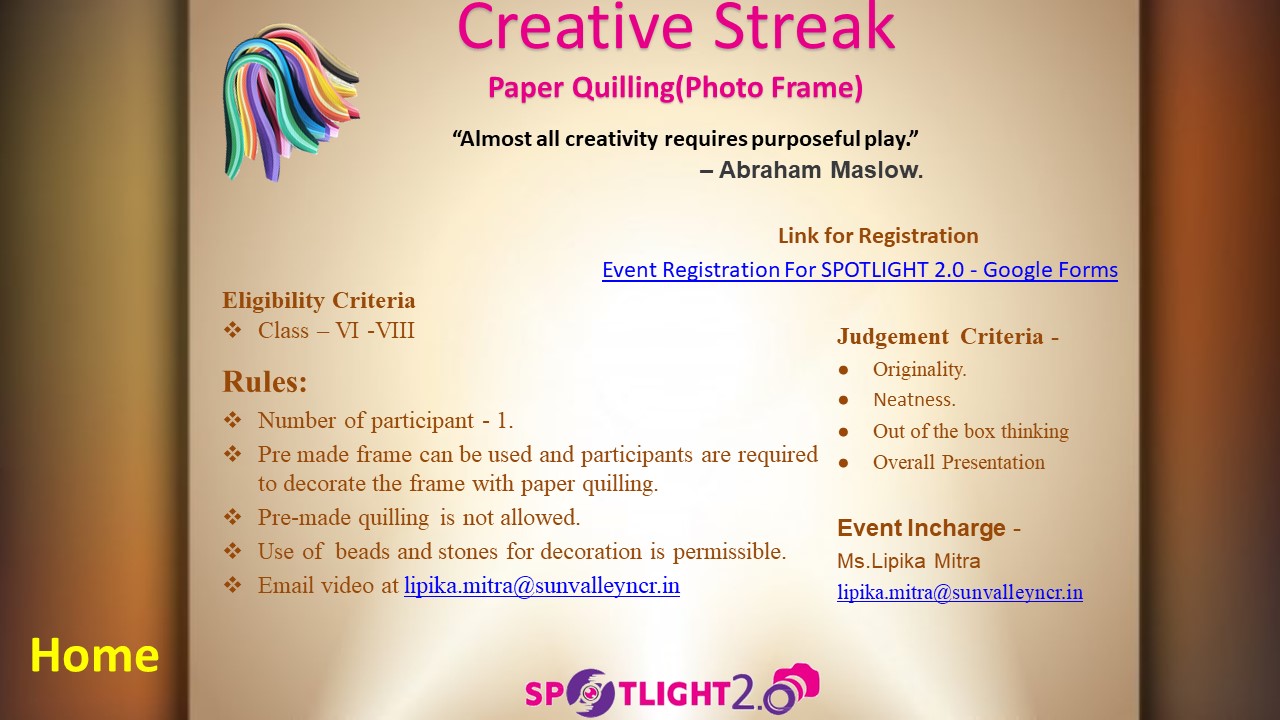 Creative Streak
Paper Quilling(Photo Frame)
“Almost all creativity requires purposeful play.”
– Abraham Maslow.
Link for Registration
Event Registration For SPOTLIGHT 2.0 - Google Forms
Eligibility Criteria
❖ Class – VI -VIII
Rules:
❖ Number of participant - 1.
❖ Pre made frame can be used and participants are required
to decorate the frame with paper quilling.
❖ Pre-made quilling is not allowed.
❖ Use of beads and stones for decoration is permissible.
❖ Email video at lipika.mitra@sunvalleyncr.in
Judgement Criteria -
● Originality.
● Neatness.
● Out of the box thinking
● Overall Presentation
Event Incharge -
Ms.Lipika Mitra
lipika.mitra@sunvalleyncr.in
Home
SPOTLIGHT2.0